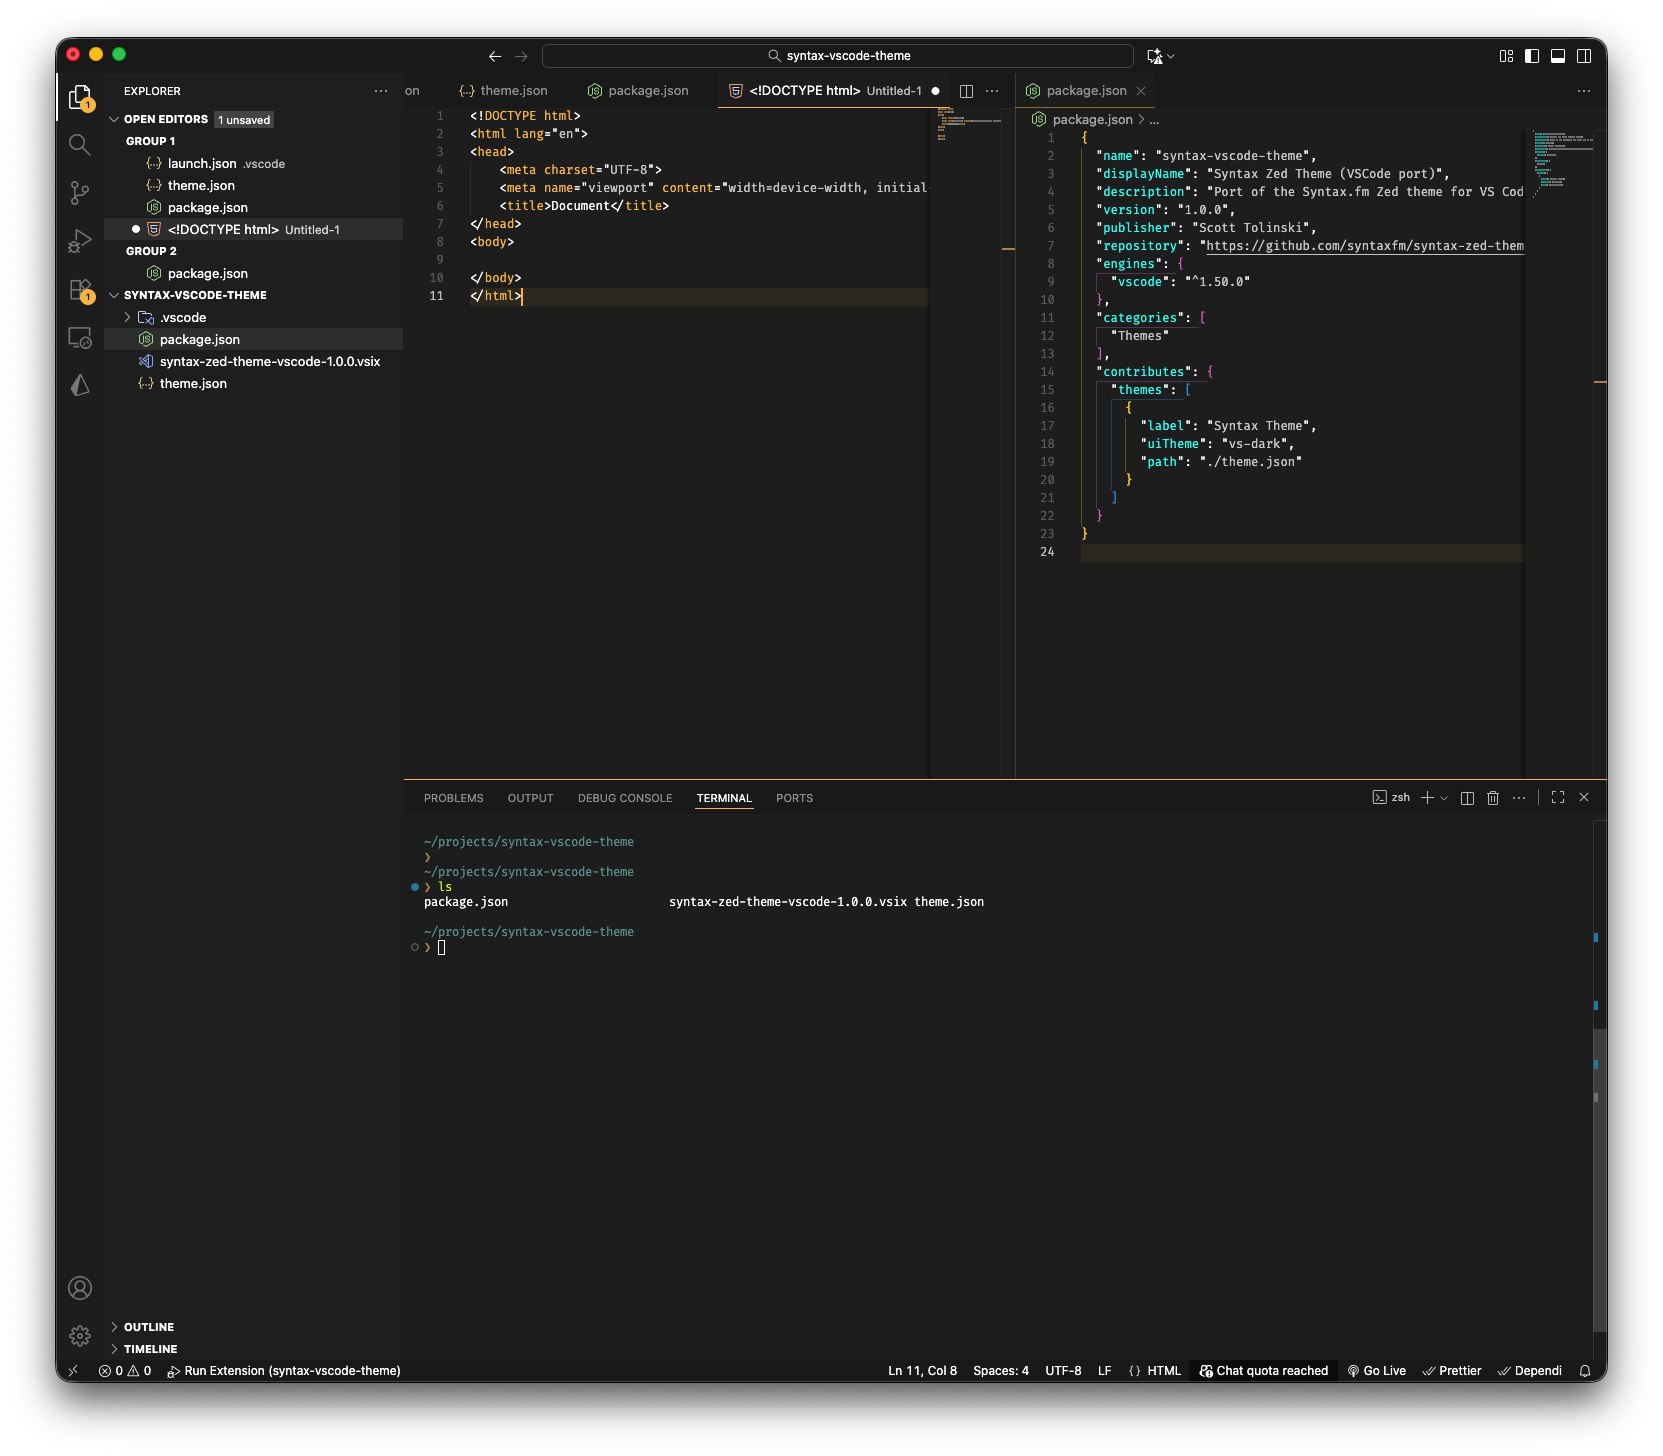 syntax-vscode-theme
EXPLORER
OPEN EDITORS 1 unsaved
GROUP 1
launch.json .vscode
theme.json
package.json
<!DOCTYPE html> Untitled-1
GROUP 2
package.json
SYNTAX-VSCODE-THEME
.vscode
package.json
syntax-zed-theme-vscode-1.0.0.vsix
theme.json
OUTLINE
TIMELINE
1
1
on theme.json package.json <!DOCTYPE html> Untitled-1
1 <!DOCTYPE html>
2 <html lang="en">
3 <head>
4 <meta charset="UTF-8">
5 <meta name="viewport" content="width=device-width, initial-
6 <title>Document</title>
7 </head>
8 <body>
9
10 </body>
11 </html>
package.json
package.json > ...
1 {
2 "name": "syntax-vscode-theme",
3 "displayName": "Syntax Zed Theme (VSCode port)",
4 "description": "Port of the Syntax.fm Zed theme for VS Cod
5 "version": "1.0.0",
6 "publisher": "Scott Tolinski",
7 "repository": "https://github.com/syntaxfm/syntax-zed-them
8 "engines": {
9 "vscode": "^1.50.0"
10 },
11 "categories": [
12 "Themes"
13 ],
14 "contributes": {
15 "themes": [
16 {
17 "label": "Syntax Theme",
18 "uiTheme": "vs-dark",
19 "path": "./theme.json"
20 }
21 ]
22 }
23 }
24
PROBLEMS OUTPUT DEBUG CONSOLE TERMINAL PORTS zsh
~/projects/syntax-vscode-theme
❯
~/projects/syntax-vscode-theme
❯ ls
package.json syntax-zed-theme-vscode-1.0.0.vsix theme.json
~/projects/syntax-vscode-theme
❯
0 0 Run Extension (syntax-vscode-theme) Ln 11, Col 8 Spaces: 4 UTF-8 LF {} HTML Chat quota reached Go Live Prettier Dependi